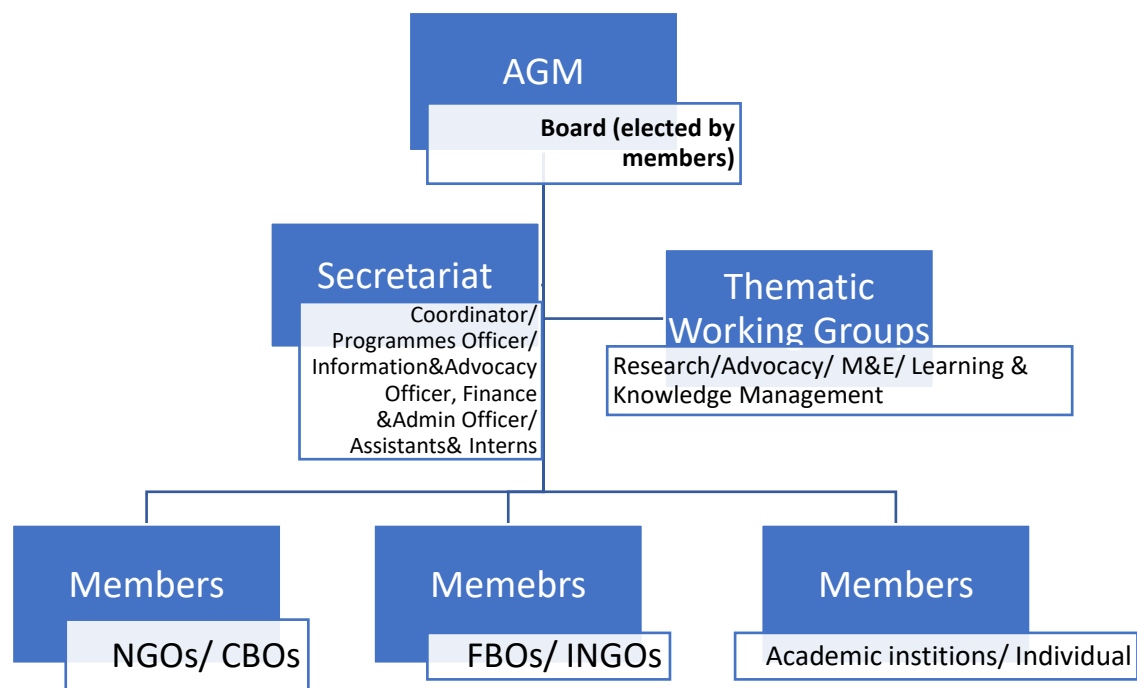 AGM
Board (elected by
members)
Secretariat
Coordinator/
Programmes Officer/
Information&Advocacy
Officer, Finance
&Admin Officer/
Assistants& Interns
Thematic
Working Groups
Research/Advocacy/ M&E/ Learning &
Knowledge Management
Members
NGOs/ CBOs
Memebrs
FBOs/ INGOs
Members
Academic institions/ Individual